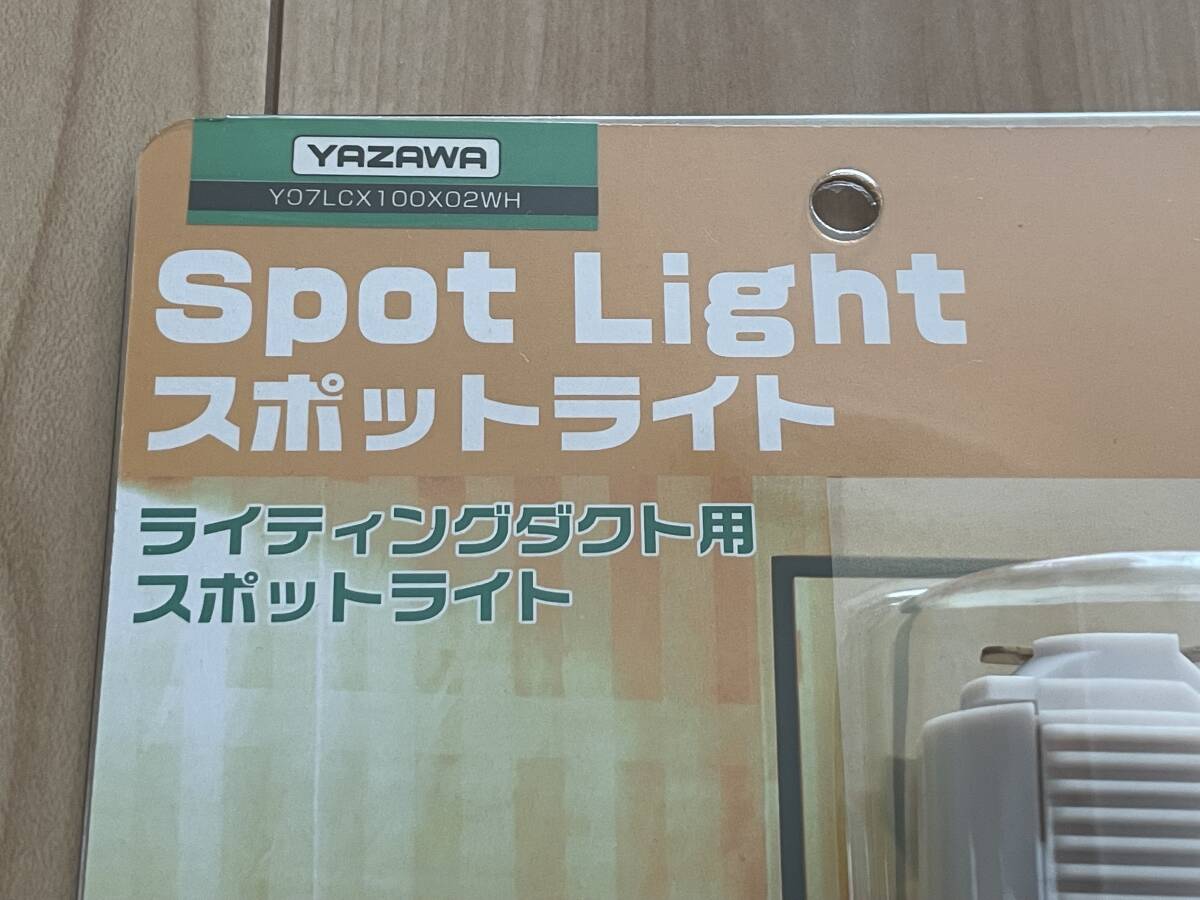 YAZAWA
Y07LCX100X02WH
Spot Light
スポットライト
ライティングダクト用
スポットライト